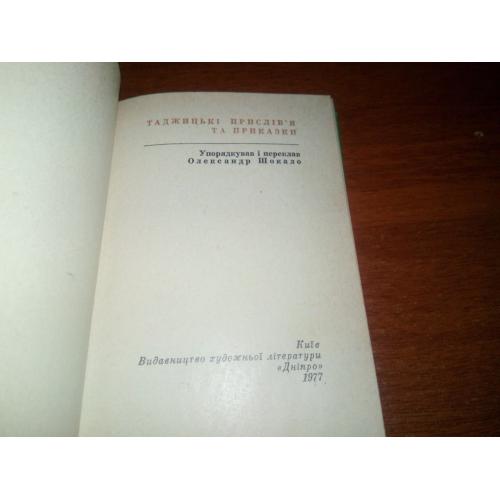 ТАДЖИЦЬКІ ПРИСЛІВ'Я
ТА ПРИКАЗКИ
Упорядкував і переклав
Олександр Шокало
Київ
Видавництво художньої літератури
«Дніпро»
1977